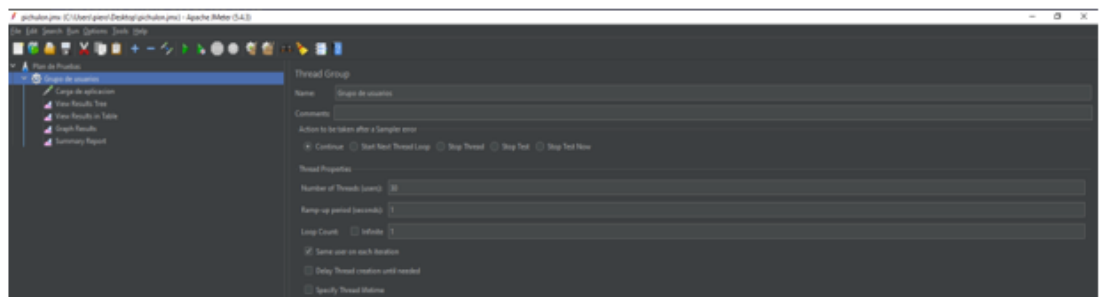 pichulon.jmx (C:\Users\piero\Desktop\pichulon.jmx) - Apache JMeter (5.4.3)
File Edit Search Run Options Tools Help
Plan de Pruebas
Grupo de usuarios
Carga de aplicacion
View Results Tree
View Results in Table
Graph Results
Summary Report
Thread Group
Name: Grupo de usuarios
Comments:
Action to be taken after a Sampler error
Continue Start Next Thread Loop Stop Thread Stop Test Stop Test Now
Thread Properties
Number of Threads (users): 30
Ramp-up period (seconds): 1
Loop Count: Infinite 1
Same user on each iteration
Delay Thread creation until needed
Specify Thread lifetime